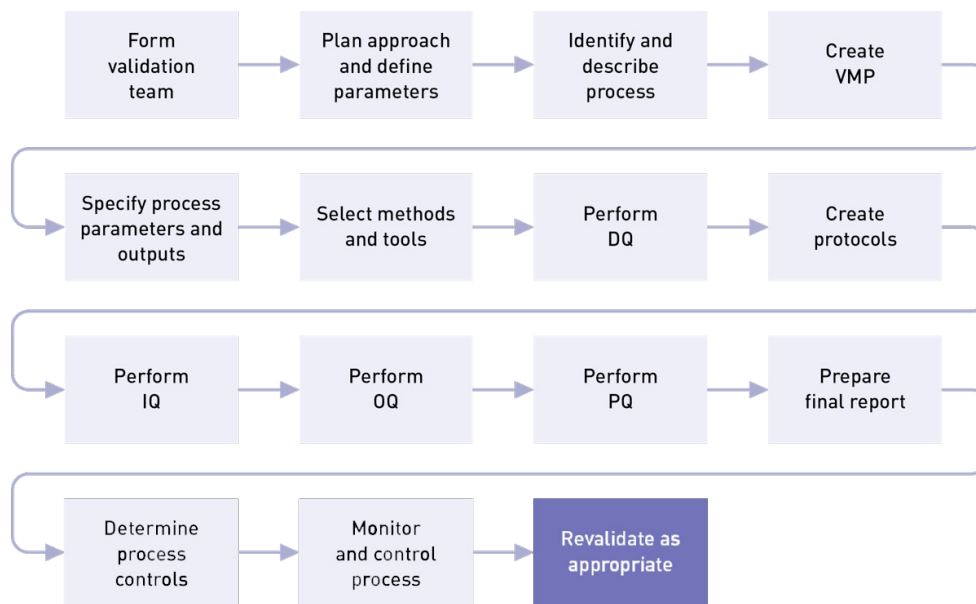 Form
validation
team
Plan approach
and define
parameters
Identify and
describe
process
Create
VMP
Specify process
parameters and
outputs
Select methods
and tools
Perform
DQ
Create
protocols
Perform
IQ
Perform
OQ
Perform
PQ
Prepare
final report
Determine
process
controls
Monitor
and control
process
Revalidate as
appropriate